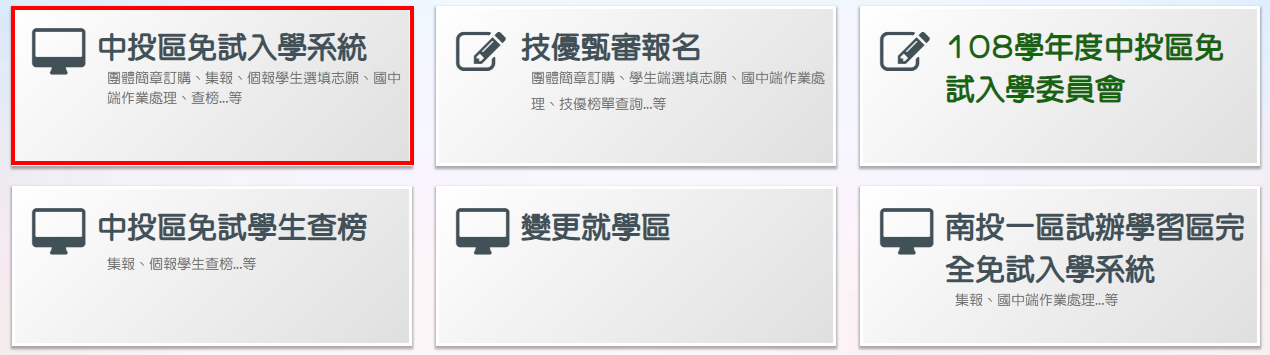 中投區免試入學系統
團體簡章訂購、集報、個報學生選填志願、國中
端作業處理、查榜...等
技優甄審報名
團體簡章訂購、學生端選填志願、國中端作業處
理、技優榜單查詢...等
108學年度中投區免
試入學委員會
中投區免試學生查榜
集報、個報學生查榜...等
變更就學區
南投一區試辦學習區完
全免試入學系統
集報、國中端作業處理...等